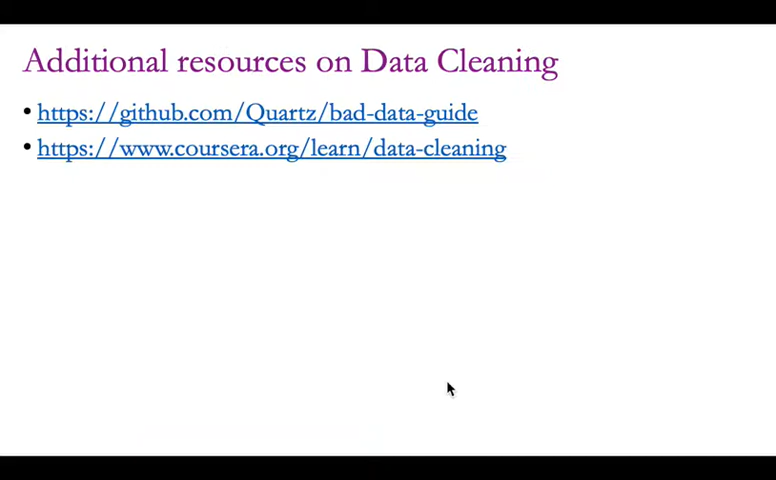 Additional resources on Data Cleaning
• https://github.com/Quartz/bad-data-guide
• https://www.coursera.org/learn/data-cleaning